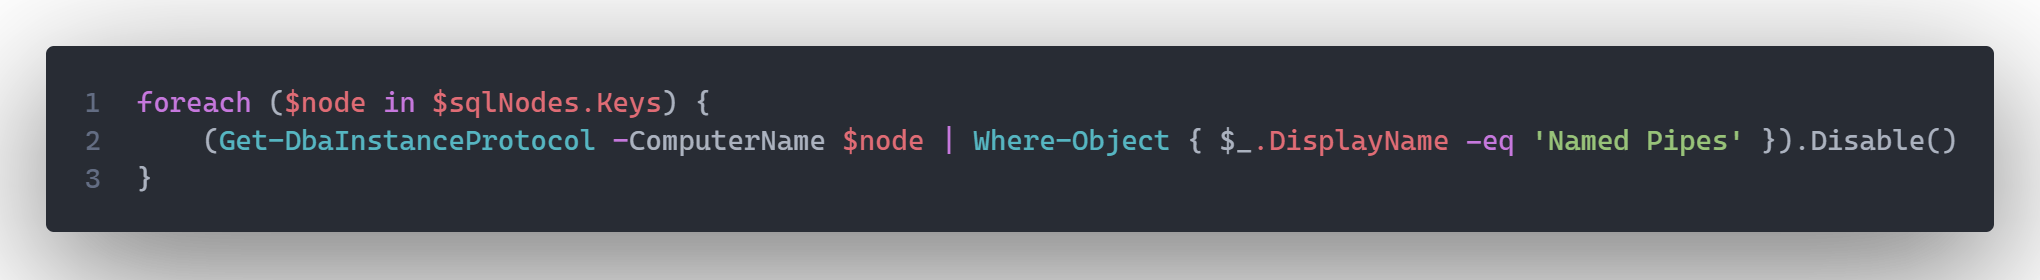 1 foreach ($node in $sqlNodes.Keys) {
2     (Get-DbaInstanceProtocol -ComputerName $node | Where-Object { $_.DisplayName -eq 'Named Pipes' }).Disable()
3 }